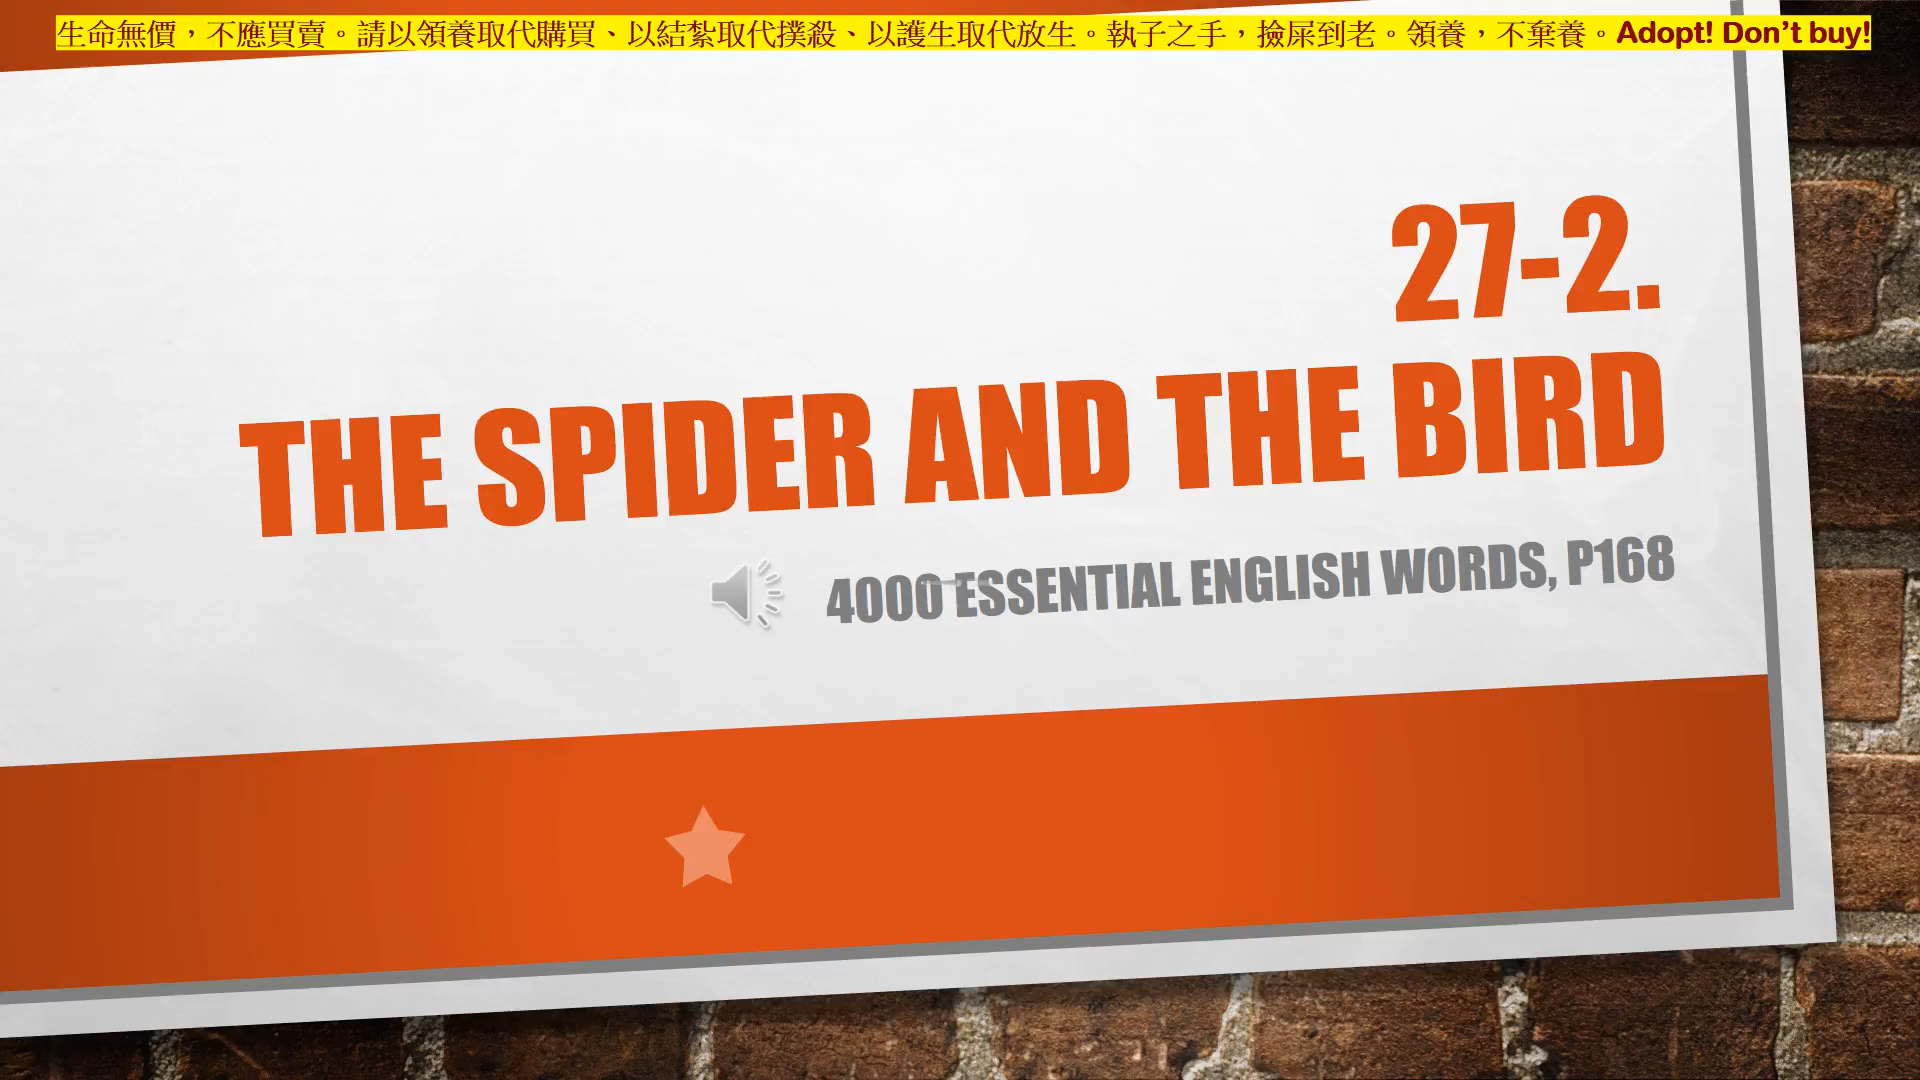 生命無價，不應買賣。請以領養取代購買、以結紮取代撲殺、以護生取代放生。執子之手，撿屎到老。領養，不棄養。Adopt! Don’t buy!
27-2.
THE SPIDER AND THE BIRD
4000 ESSENTIAL ENGLISH WORDS, P168